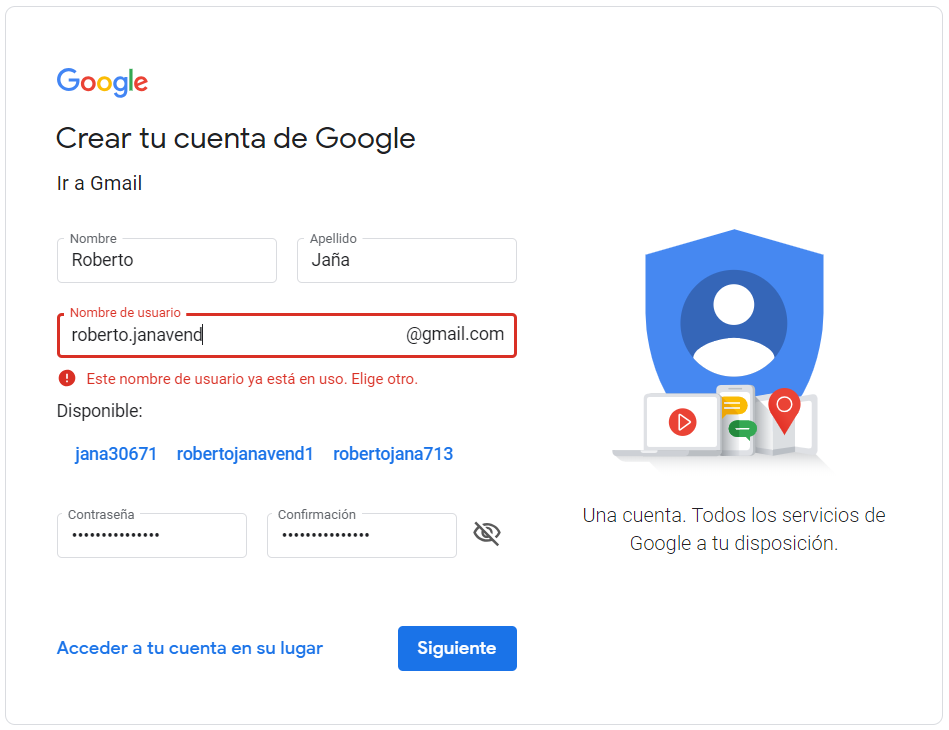 Google
Crear tu cuenta de Google
Ir a Gmail
Nombre
Roberto
Apellido
Jaña
Nombre de usuario
roberto.janavend @gmail.com
Este nombre de usuario ya está en uso. Elige otro.
Disponible:
jana30671 robertojanavend1 robertojana713
Contraseña
•••••••••••••••
Confirmación
•••••••••••••••
Acceder a tu cuenta en su lugar
Siguiente
Una cuenta. Todos los servicios de
Google a tu disposición.